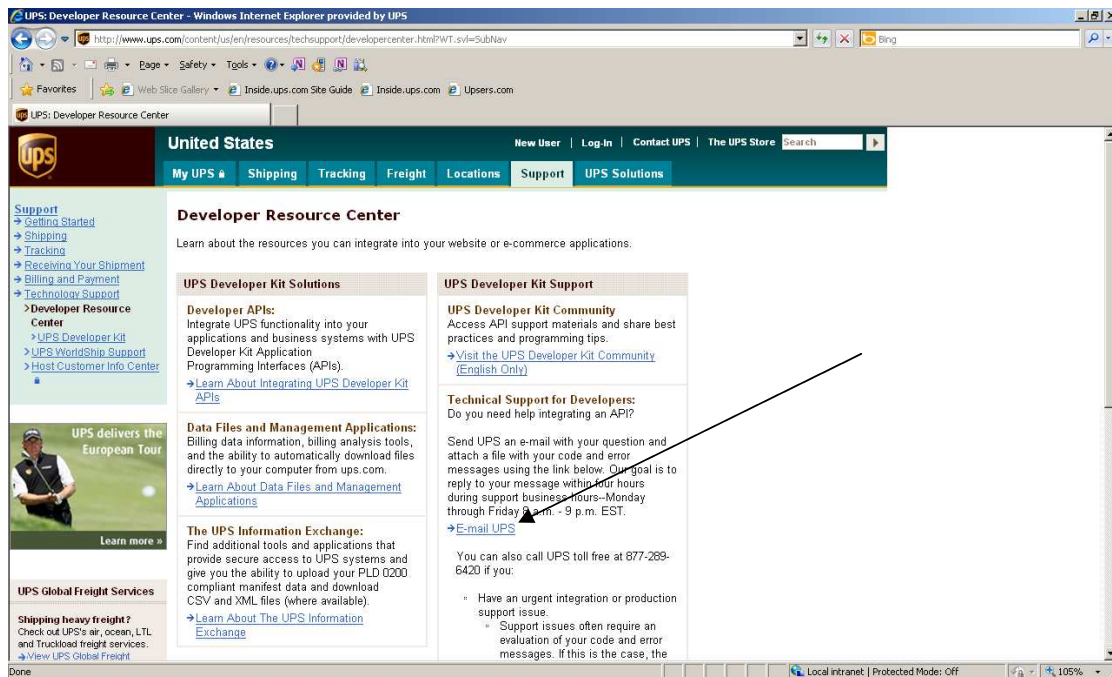 UPS: Developer Resource Center - Windows Internet Explorer provided by UPS
http://www.ups.com/content/us/en/resources/techsupport/developercenter.html?WT.svl=SubNav
Bing
Page Safety Tools
Favorites Web Slice Gallery Inside.ups.com Site Guide Inside.ups.com Upsers.com
UPS: Developer Resource Center
ups
United States
New User | Log-In | Contact UPS | The UPS Store Search
My UPS Shipping Tracking Freight Locations Support UPS Solutions
Support
Getting Started
Shipping
Tracking
Receiving Your Shipment
Billing and Payment
Technology Support
>Developer Resource
Center
>UPS Developer Kit
>UPS WorldShip Support
>Host Customer Info Center
UPS delivers the
European Tour
Learn more »
UPS Global Freight Services
Shipping heavy freight?
Check out UPS's air, ocean, LTL
and Truckload freight services.
View UPS Global Freight
Developer Resource Center
Learn about the resources you can integrate into your website or e-commerce applications.
UPS Developer Kit Solutions
Developer APIs:
Integrate UPS functionality into your
applications and business systems with UPS
Developer Kit Application
Programming Interfaces (APIs).
Learn About Integrating UPS Developer Kit
APIs
Data Files and Management Applications:
Billing data information, billing analysis tools,
and the ability to automatically download files
directly to your computer from ups.com.
Learn About Data Files and Management
Applications
The UPS Information Exchange:
Find additional tools and applications that
provide secure access to UPS systems and
give you the ability to upload your PLD 0200
compliant manifest data and download
CSV and XML files (where available).
Learn About The UPS Information
Exchange
UPS Developer Kit Support
UPS Developer Kit Community
Access API support materials and share best
practices and programming tips.
Visit the UPS Developer Kit Community
(English Only)
Technical Support for Developers:
Do you need help integrating an API?
Send UPS an e-mail with your question and
attach a file with your code and error
messages using the link below. Our goal is to
reply to your message within four hours
during support business hours--Monday
through Friday 8 a.m. - 9 p.m. EST.
E-mail UPS
You can also call UPS toll free at 877-289-
6420 if you:
Have an urgent integration or production
support issue.
Support issues often require an
evaluation of your code and error
messages. If this is the case, the
Done
Local intranet | Protected Mode: Off
105%